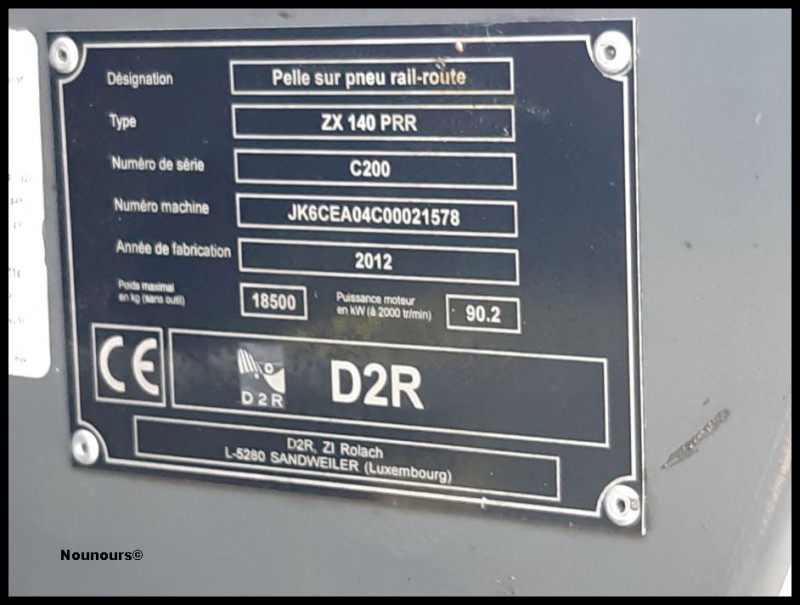 Désignation Pelle sur pneu rail-route
Type ZX 140 PRR
Numéro de série C200
Numéro machine JK6CEA04C00021578
Année de fabrication 2012
Poids maximal
en kg (sans outil) 18500 Puissance moteur
en kW (á 2000 tr/min) 90.2
CE D2R D2R
D2R, ZI Rolach
L-5280 SANDWEILER (Luxembourg)
Nounours©